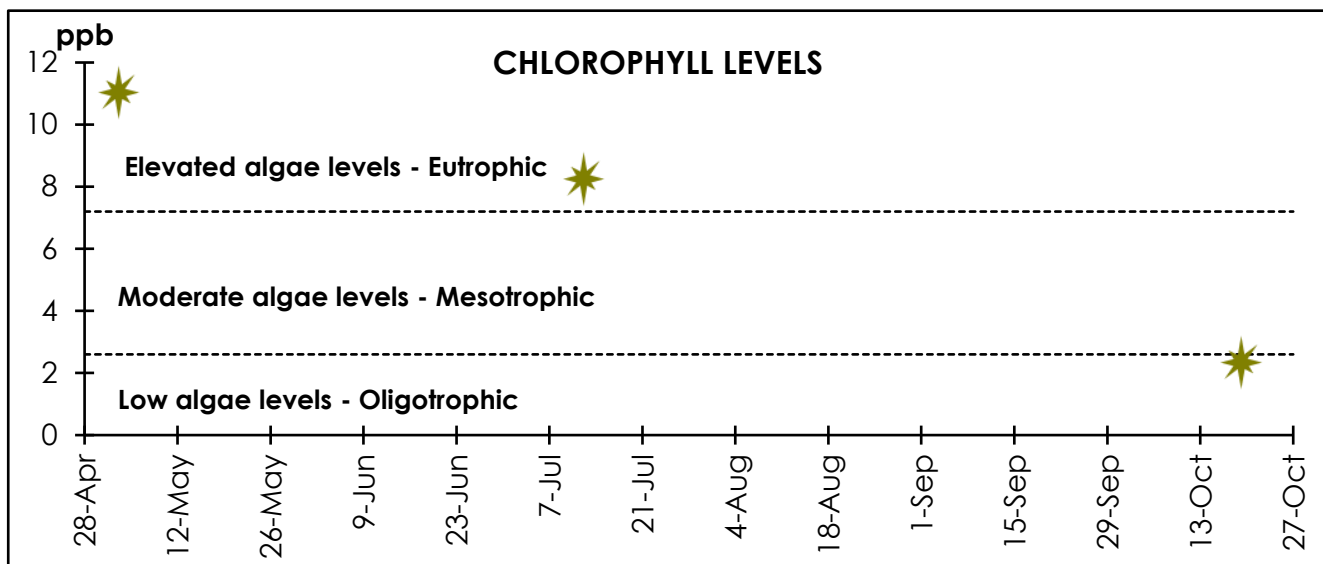 ppb
CHLOROPHYLL LEVELS
12
10
Elevated algae levels - Eutrophic
8
6
Moderate algae levels - Mesotrophic
4
2
Low algae levels - Oligotrophic
0
28-Apr
12-May
26-May
9-Jun
23-Jun
7-Jul
21-Jul
4-Aug
18-Aug
1-Sep
15-Sep
29-Sep
13-Oct
27-Oct